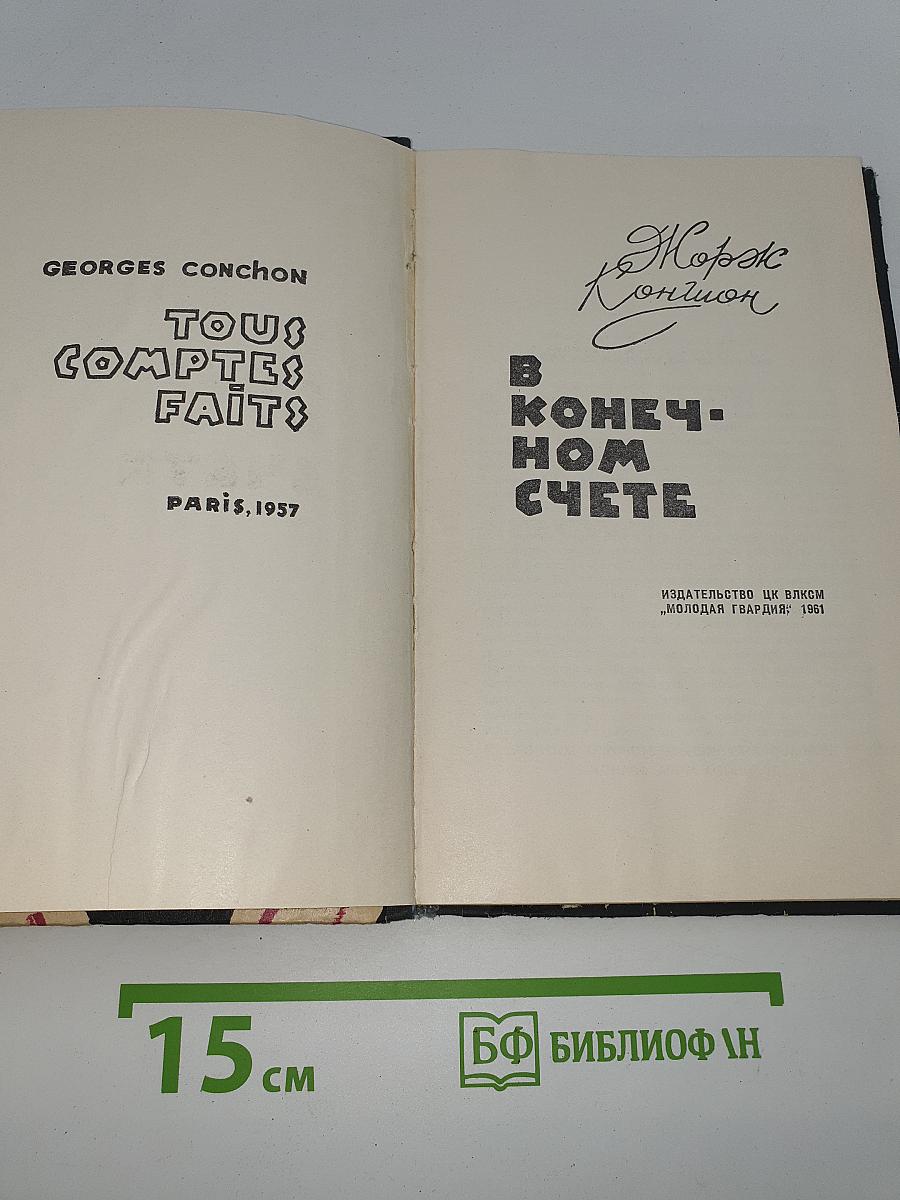 GEORGES CONCHON
TOUS
COMPTES
FAITS
PARIS, 1957
Жорж
Коншон
В
КОНЕЧ-
НОМ
СЧЕТЕ
ИЗДАТЕЛЬСТВО ЦК ВЛКСМ
„МОЛОДАЯ ГВАРДИЯ“ 1961
15 см
БФ БИБЛИОФАН